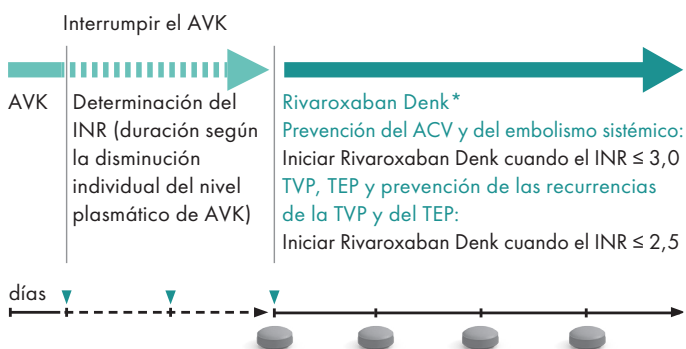 Interrumpir el AVK
AVK
Determinación del
INR (duración según
la disminución
individual del nivel
plasmático de AVK)
Rivaroxaban Denk*
Prevención del ACV y del embolismo sistémico:
Iniciar Rivaroxaban Denk cuando el INR ≤ 3,0
TVP, TEP y prevención de las recurrencias
de la TVP y del TEP:
Iniciar Rivaroxaban Denk cuando el INR ≤ 2,5
días